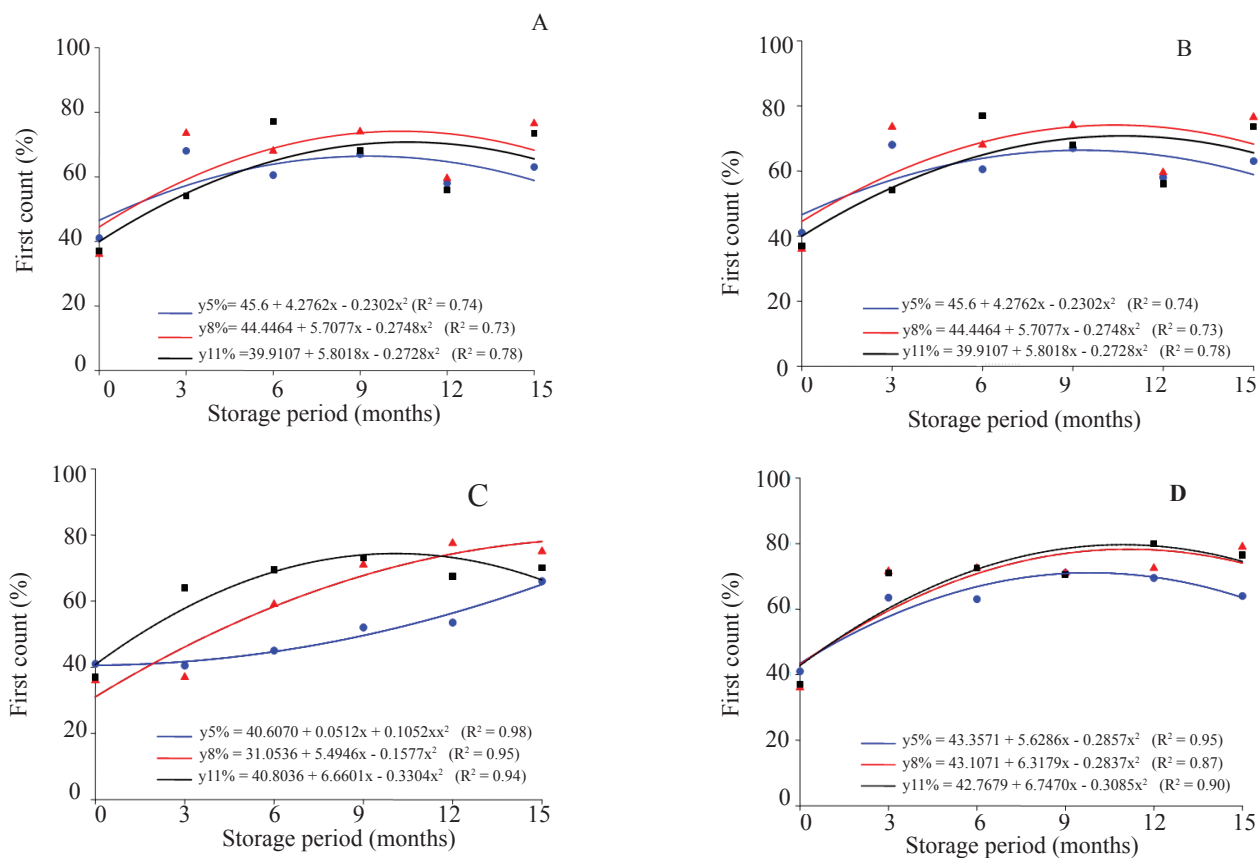 A
First count (%)
100
80
60
40
20
0
y5%= 45.6 + 4.2762x - 0.2302x² (R² = 0.74)
y8%= 44.4464 + 5.7077x - 0.2748x² (R² = 0.73)
y11% =39.9107 + 5.8018x - 0.2728x² (R² = 0.78)
0 3 6 9 12 15
Storage period (months)
B
First count (%)
100
80
60
40
20
0
y5%= 45.6 + 4.2762x - 0.2302x² (R² = 0.74)
y8%= 44.4464 + 5.7077x - 0.2748x² (R² = 0.73)
y11% =39.9107 + 5.8018x - 0.2728x² (R² = 0.78)
0 3 6 9 12 15
Storage period (months)
C
First count (%)
100
80
60
40
20
0
y5% = 40.6070 + 0.0512x + 0.1052xx² (R² = 0.98)
y8% = 31.0536 + 5.4946x - 0.1577x² (R² = 0.95)
y11% = 40.8036 + 6.6601x - 0.3304x² (R² = 0.94)
0 3 6 9 12 15
Storage period (months)
D
First count (%)
100
80
60
40
20
0
y5% = 43.3571 + 5.6286x - 0.2857x² (R² = 0.95)
y8% = 43.1071 + 6.3179x - 0.2837x² (R² = 0.87)
y11% = 42.7679 + 6.7470x - 0.3085x² (R² = 0.90)
0 3 6 9 12 15
Storage period (months)